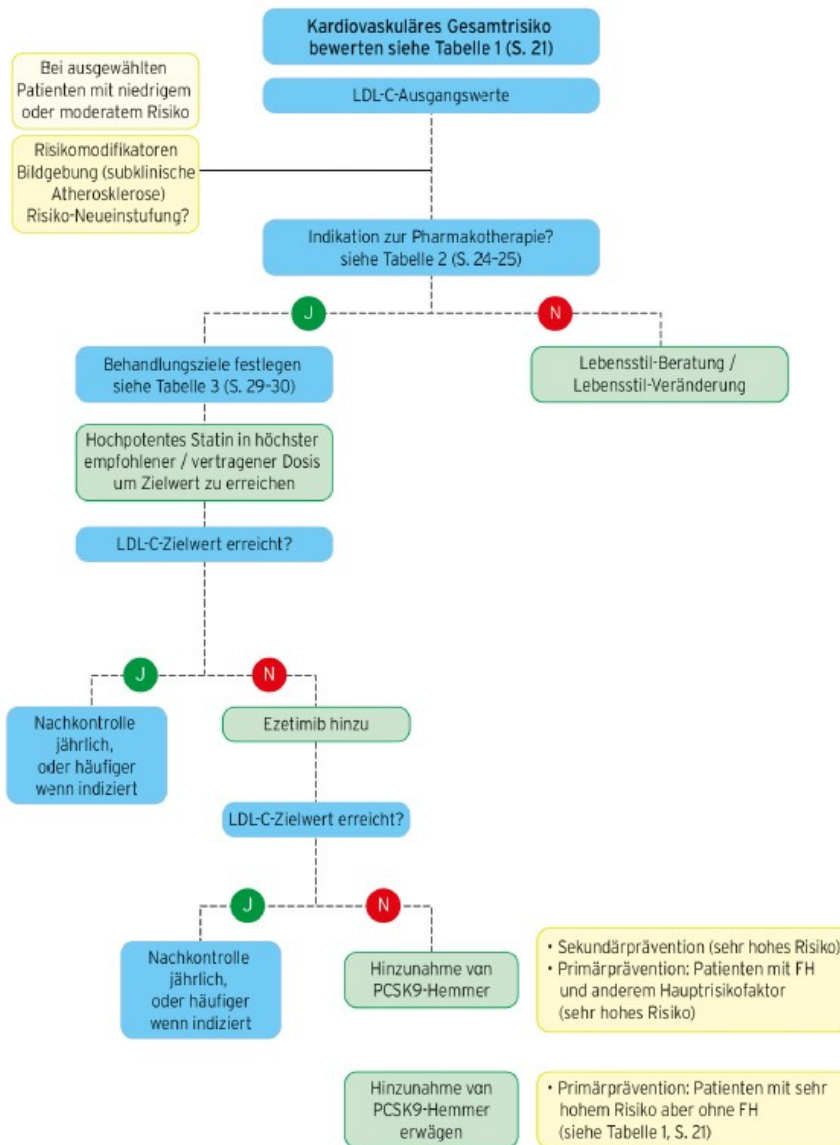 Kardiovaskuläres Gesamtrisiko
bewerten siehe Tabelle 1 (S. 21)
Bei ausgewählten
Patienten mit niedrigem
oder moderatem Risiko
LDL-C-Ausgangswerte
Risikomodifikatoren
Bildgebung (subklinische
Atherosklerose)
Risiko-Neueinstufung?
Indikation zur Pharmakotherapie?
siehe Tabelle 2 (S. 24–25)
J
N
Behandlungsziele festlegen
siehe Tabelle 3 (S. 29–30)
Lebensstil-Beratung /
Lebensstil-Veränderung
Hochpotentes Statin in höchster
empfohlener / vertragener Dosis
um Zielwert zu erreichen
LDL-C-Zielwert erreicht?
J
N
Nachkontrolle
jährlich,
oder häufiger
wenn indiziert
Ezetimib hinzu
LDL-C-Zielwert erreicht?
J
N
Nachkontrolle
jährlich,
oder häufiger
wenn indiziert
Hinzunahme von
PCSK9-Hemmer
• Sekundärprävention (sehr hohes Risiko)
• Primärprävention: Patienten mit FH
und anderem Hauptrisikofaktor
(sehr hohes Risiko)
Hinzunahme von
PCSK9-Hemmer
erwägen
• Primärprävention: Patienten mit sehr
hohem Risiko aber ohne FH
(siehe Tabelle 1, S. 21)